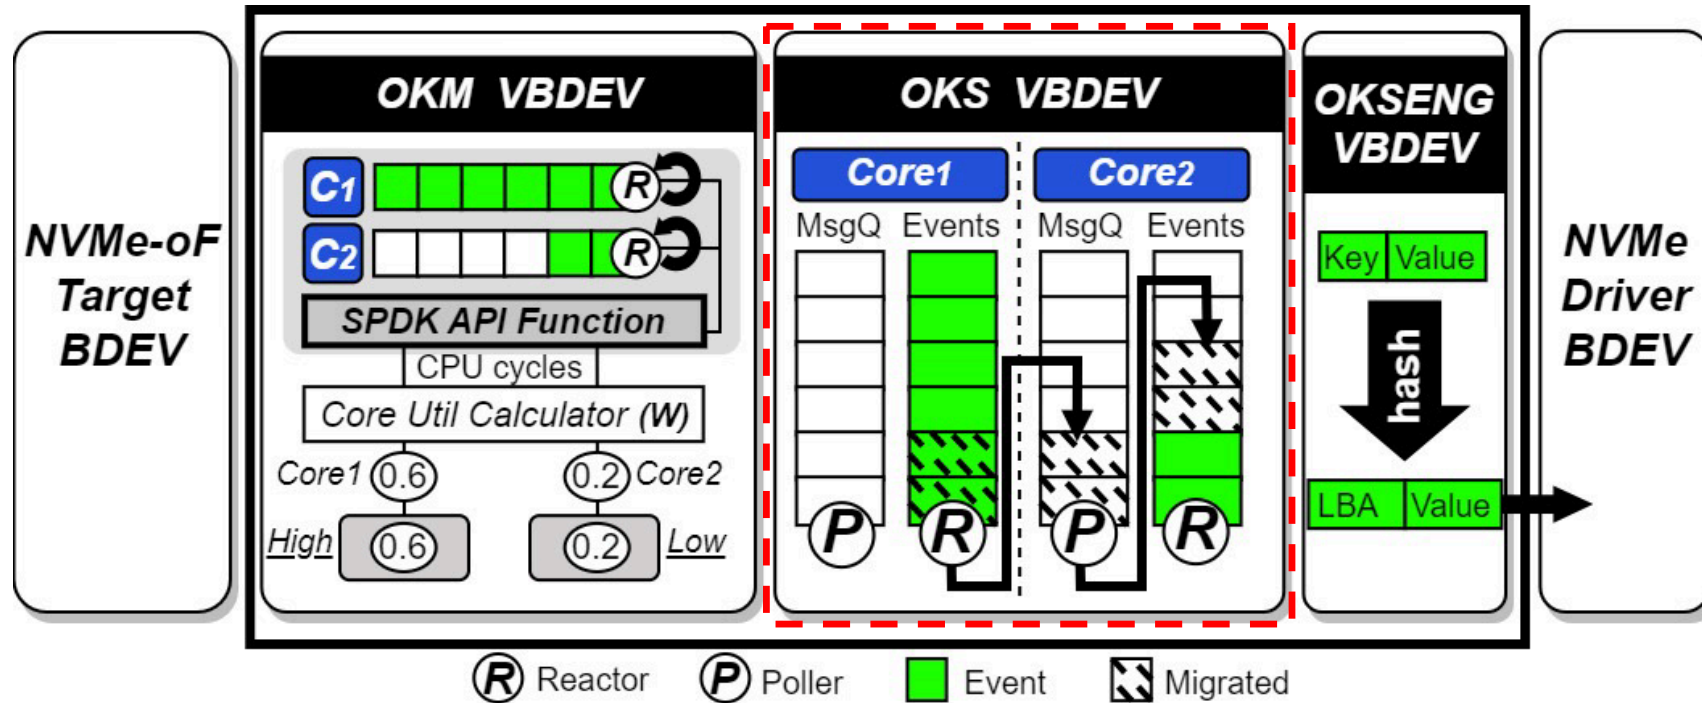 NVMe-oF
Target
BDEV
OKM VBDEV
C1
R
C2
R
SPDK API Function
CPU cycles
Core Util Calculator (W)
Core1 0.6 0.2 Core2
High 0.6 0.2 Low
OKS VBDEV
Core1 Core2
MsgQ Events MsgQ Events
P R P R
OKSENG
VBDEV
Key Value
hash
LBA Value
NVMe
Driver
BDEV
R Reactor P Poller Event Migrated